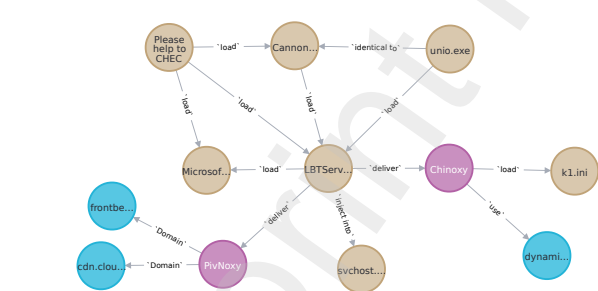 Please
help to
CHEC
`load`
Cannon...
`identical to`
unio.exe
`load`
`load`
`load`
`load`
Microsof...
`load`
LBTServ...
`deliver`
Chinoxy
`load`
k1.ini
frontbe...
`Domain`
`deliver`
`inject into`
`use`
cdn.clou...
`Domain`
PivNoxy
svchost....
dynami...
print n